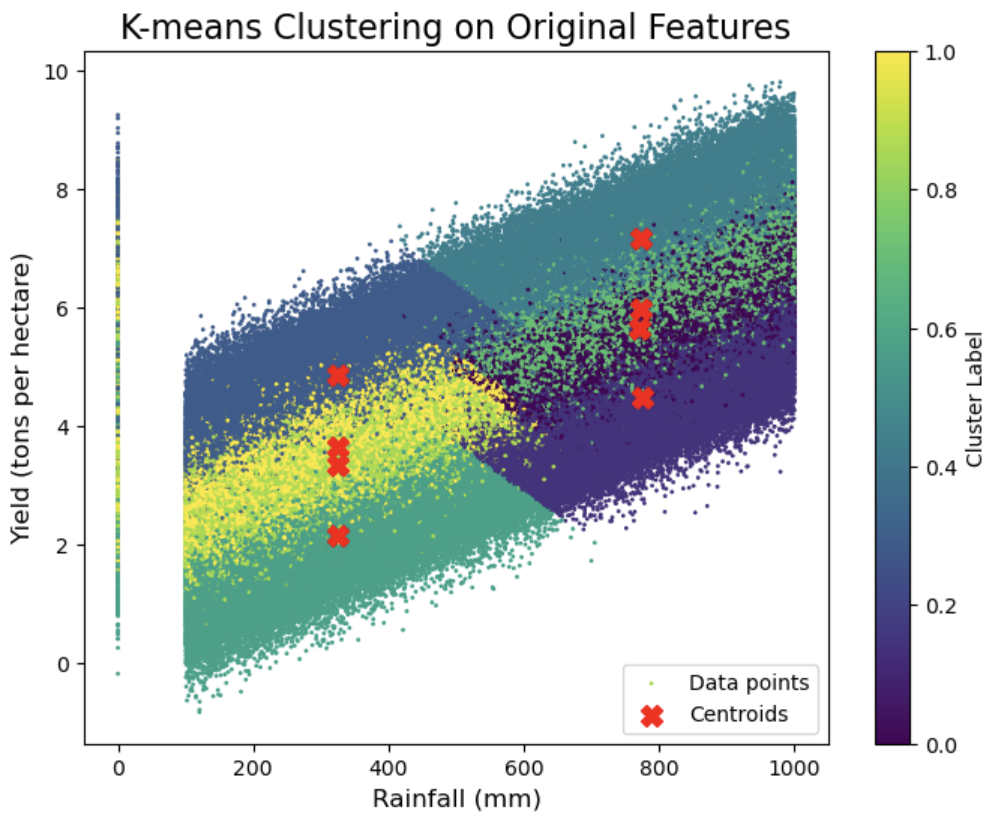 K-means Clustering on Original Features
Yield (tons per hectare)
10
8
6
4
2
0
0 200 400 600 800 1000
Rainfall (mm)
Data points
Centroids
1.0
0.8
0.6
0.4
0.2
0.0
Cluster Label